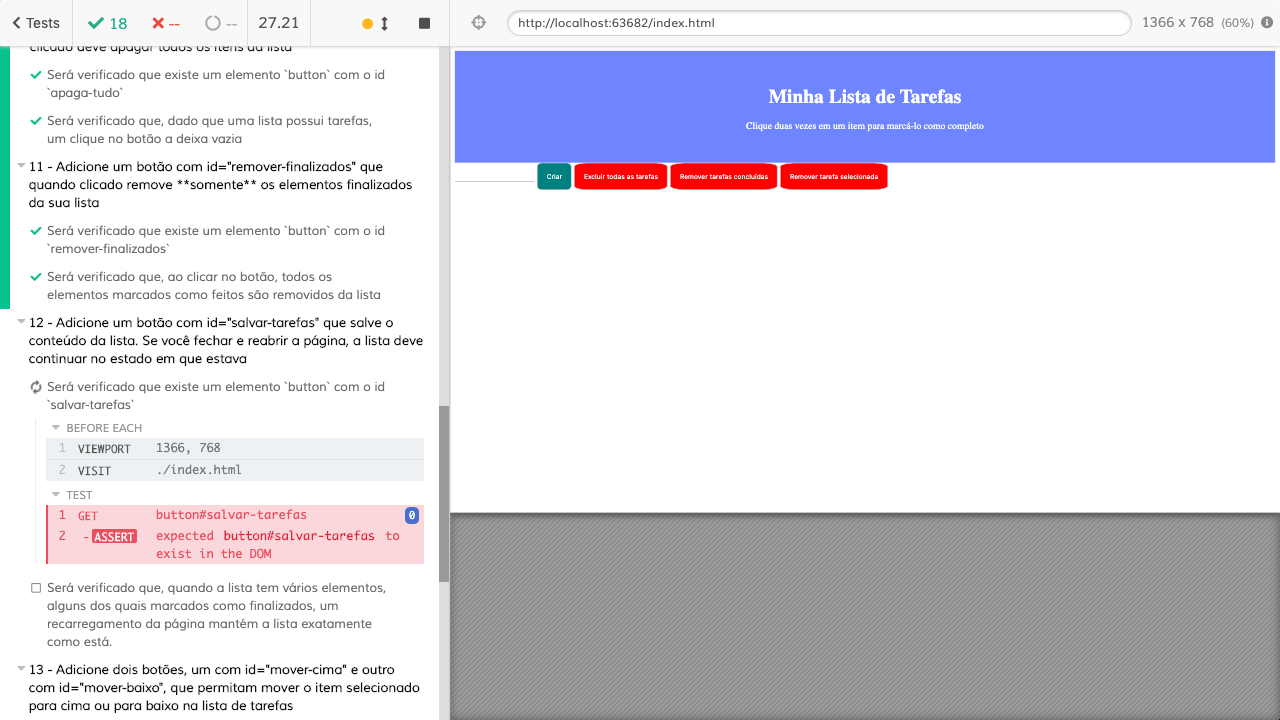 Tests
18
--
--
27.21
http://localhost:63682/index.html
1366 x 768 (60%)
clicado deve apagar todos os itens da lista
Será verificado que existe um elemento `button` com o id
`apaga-tudo`
Será verificado que, dado que uma lista possui tarefas,
um clique no botão a deixa vazia
11 - Adicione um botão com id="remover-finalizados" que
quando clicado remove **somente** os elementos finalizados
da sua lista
Será verificado que existe um elemento `button` com o id
`remover-finalizados`
Será verificado que, ao clicar no botão, todos os
elementos marcados como feitos são removidos da lista
12 - Adicione um botão com id="salvar-tarefas" que salve o
conteúdo da lista. Se você fechar e reabrir a página, a lista deve
continuar no estado em que estava
Será verificado que existe um elemento `button` com o id
`salvar-tarefas`
BEFORE EACH
1 VIEWPORT 1366, 768
2 VISIT ./index.html
TEST
1 GET button#salvar-tarefas 0
2 -ASSERT expected button#salvar-tarefas to
exist in the DOM
Será verificado que, quando a lista tem vários elementos,
alguns dos quais marcados como finalizados, um
recarregamento da página mantém a lista exatamente
como está.
13 - Adicione dois botões, um com id="mover-cima" e outro
com id="mover-baixo", que permitam mover o item selecionado
para cima ou para baixo na lista de tarefas
Minha Lista de Tarefas
Clique duas vezes em um item para marcá-lo como completo
Criar
Excluir todas as tarefas
Remover tarefas concluídas
Remover tarefa selecionada